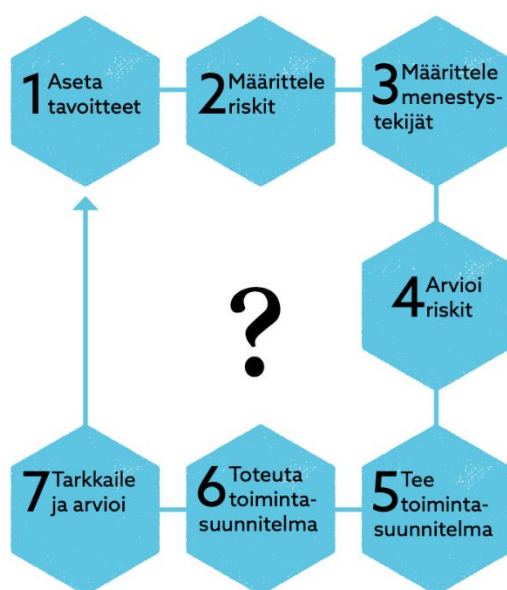 1 Aseta
tavoitteet
2 Määrittele
riskit
3 Määrittele
menestys-
tekijät
4 Arvioi
riskit
?
7 Tarkkaile
ja arvioi
6 Toteuta
toiminta-
suunnitelma
5 Tee
toiminta-
suunnitelma